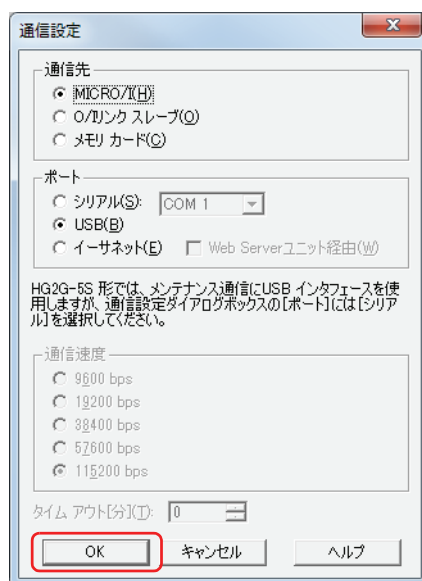 通信設定
通信先
MICRO/I(H)
O/Iリンク スレーブ(O)
メモリ カード(C)
ポート
シリアル(S): COM 1
USB(B)
イーサネット(E) Web Serverユニット経由(W)
HG2G-5S 形では、メンテナンス通信にUSB インタフェースを使
用しますが、通信設定ダイアログボックスの[ポート]には[シリア
ル]を選択してください。
通信速度
9600 bps
19200 bps
38400 bps
57600 bps
115200 bps
タイム アウト[分](T): 0
OK キャンセル ヘルプ